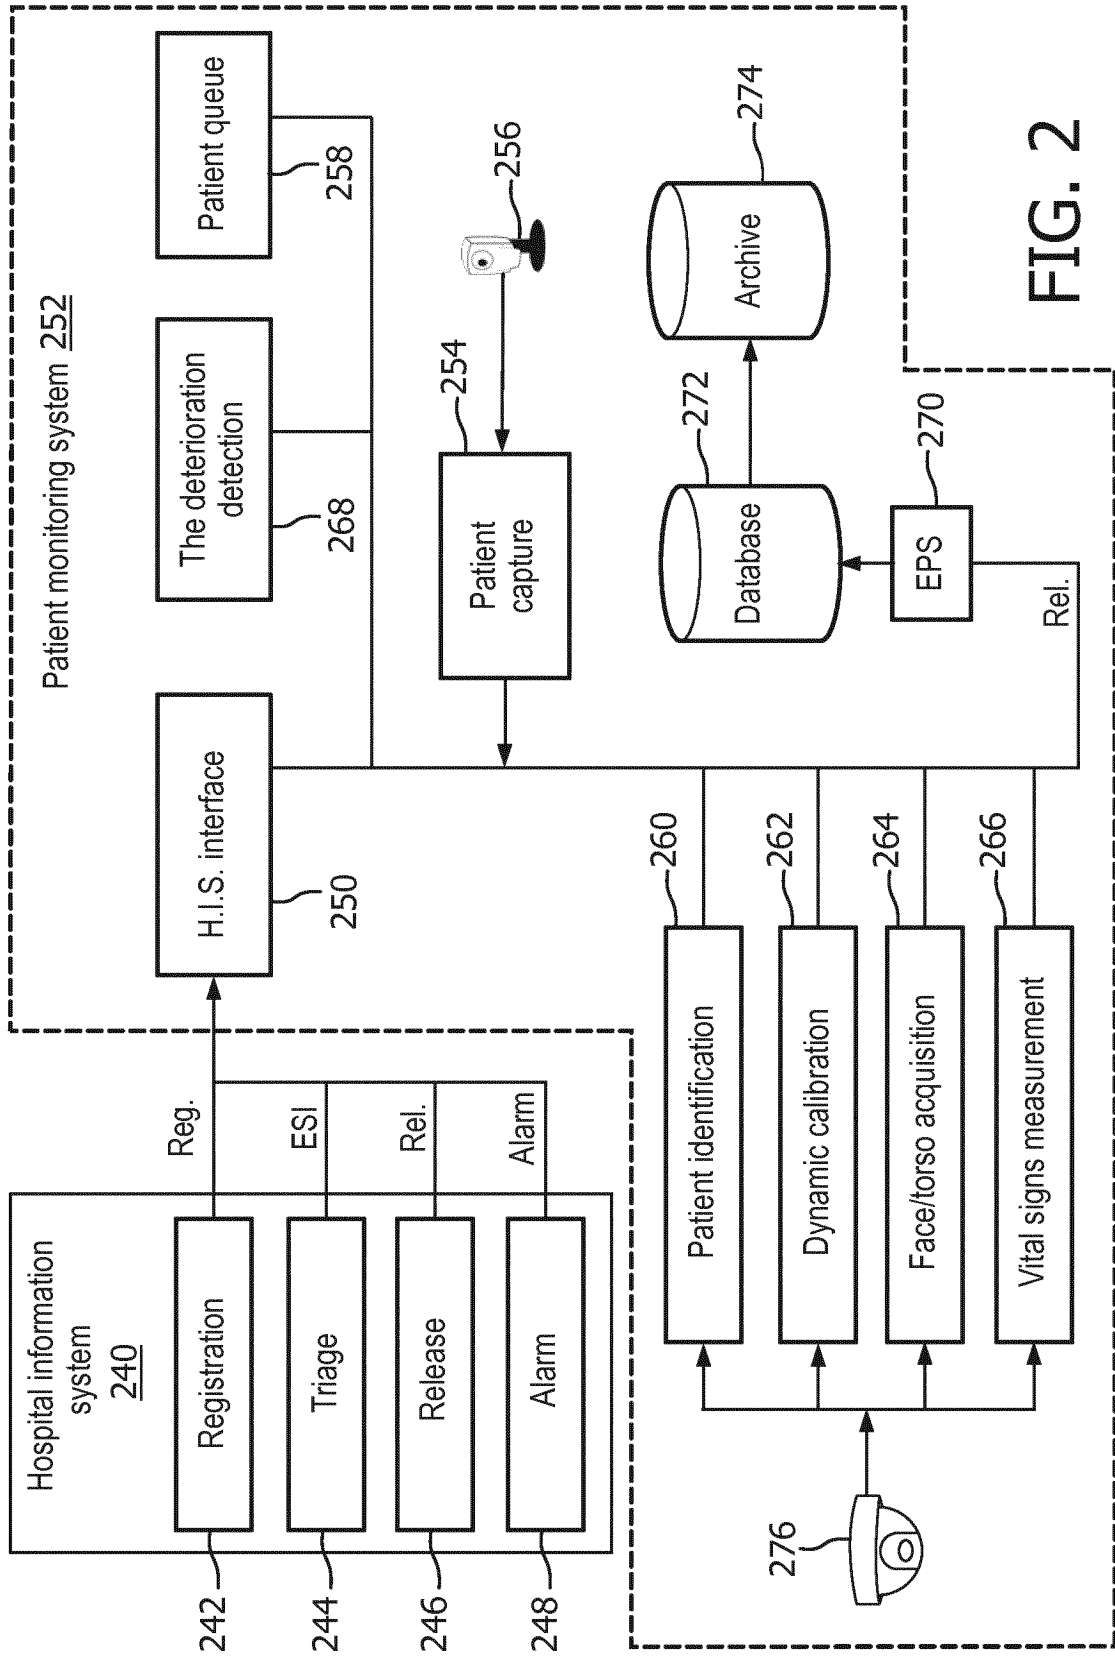 Hospital information
system
240
Registration
Triage
Release
Alarm
242
244
246
248
Reg.
ESI
Rel.
Alarm
Patient monitoring system 252
H.I.S. interface
250
The deterioration
detection
268
Patient queue
258
Patient
capture
254
256
Patient identification
260
Dynamic calibration
262
Face/torso acquisition
264
Vital signs measurement
266
276
Database
272
Archive
274
EPS
270
Rel.
FIG. 2